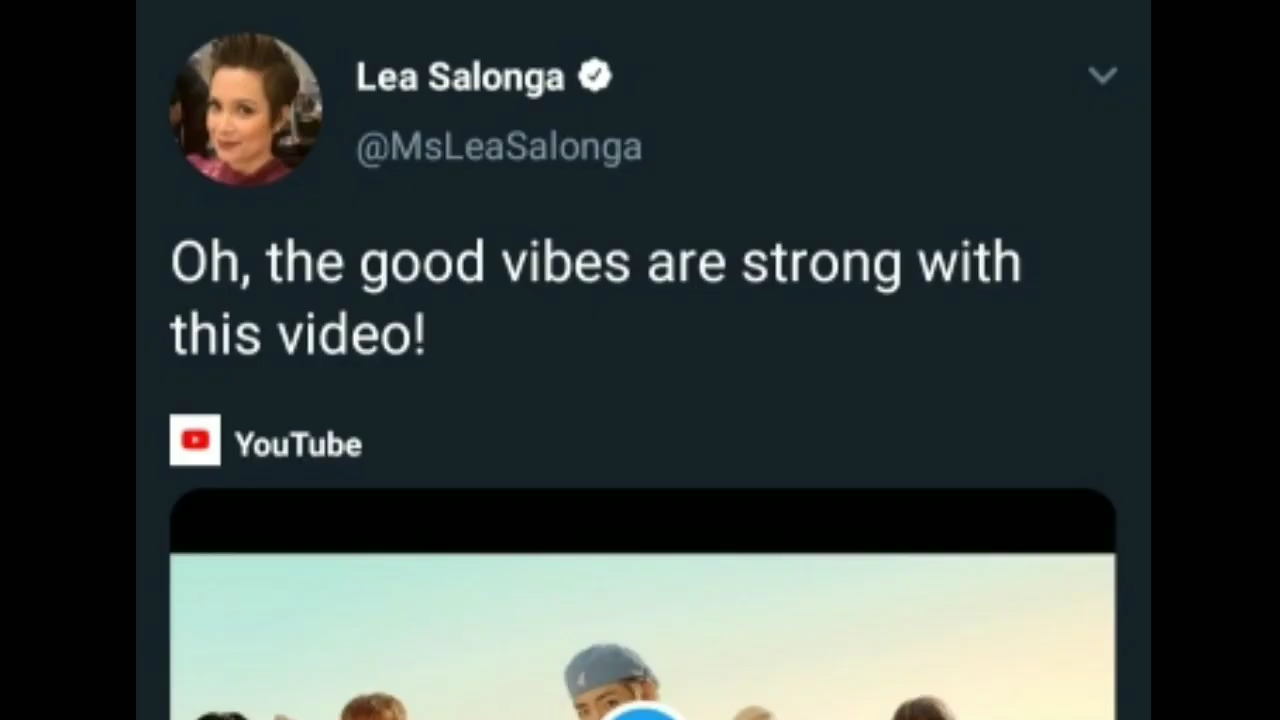 Lea Salonga
@MsLeaSalonga
Oh, the good vibes are strong with
this video!
YouTube